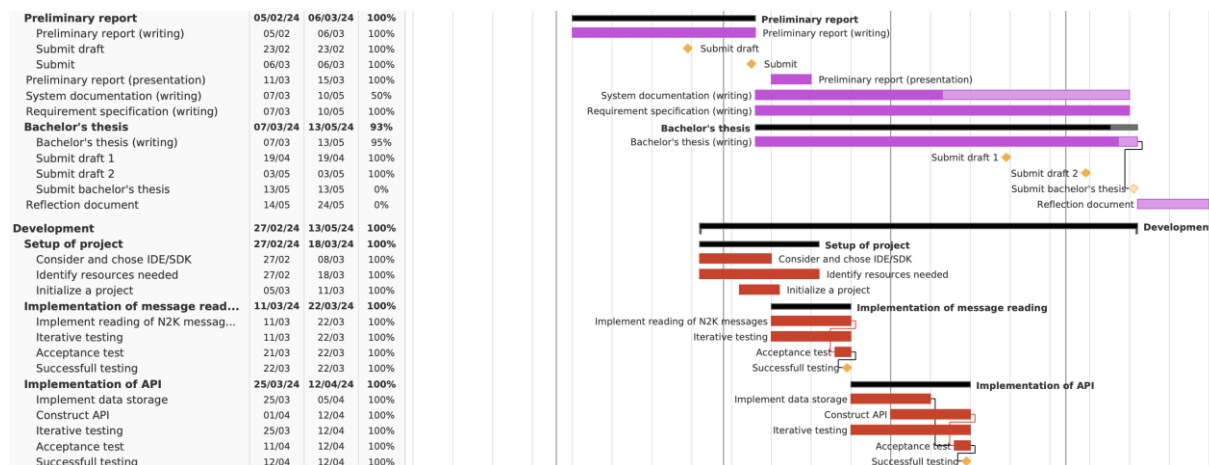 Preliminary report 05/02/24 06/03/24 100% Preliminary report
Preliminary report (writing) 05/02 06/03 100% Preliminary report (writing)
Submit draft 23/02 23/02 100% Submit draft
Submit 06/03 06/03 100% Submit
Preliminary report (presentation) 11/03 15/03 100% Preliminary report (presentation)
System documentation (writing) 07/03 10/05 50% System documentation (writing)
Requirement specification (writing) 07/03 10/05 100% Requirement specification (writing)
Bachelor's thesis 07/03/24 13/05/24 93% Bachelor's thesis
Bachelor's thesis (writing) 07/03 13/05 95% Bachelor's thesis (writing)
Submit draft 1 19/04 19/04 100% Submit draft 1
Submit draft 2 03/05 03/05 100% Submit draft 2
Submit bachelor's thesis 13/05 13/05 0% Submit bachelor's thesis
Reflection document 14/05 24/05 0% Reflection document
Development 27/02/24 13/05/24 100% Developmen
Setup of project 27/02/24 18/03/24 100% Setup of project
Consider and chose IDE/SDK 27/02 08/03 100% Consider and chose IDE/SDK
Identify resources needed 27/02 18/03 100% Identify resources needed
Initialize a project 05/03 11/03 100% Initialize a project
Implementation of message read... 11/03/24 22/03/24 100% Implementation of message reading
Implement reading of N2K messag... 11/03 22/03 100% Implement reading of N2K messages
Iterative testing 11/03 22/03 100% Iterative testing
Acceptance test 21/03 22/03 100% Acceptance test
Successfull testing 22/03 22/03 100% Successfull testing
Implementation of API 25/03/24 12/04/24 100% Implementation of API
Implement data storage 25/03 05/04 100% Implement data storage
Construct API 01/04 12/04 100% Construct API
Iterative testing 25/03 12/04 100% Iterative testing
Acceptance test 11/04 12/04 100% Acceptance test
Successfull testing 12/04 12/04 100% Successfull testing